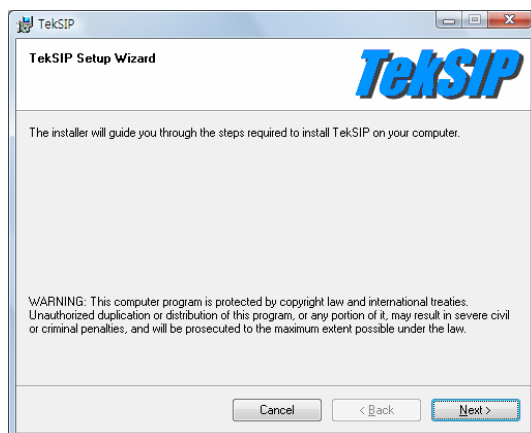 TekSIP
TekSIP Setup Wizard
TekSIP
The installer will guide you through the steps required to install TekSIP on your computer.
WARNING: This computer program is protected by copyright law and international treaties.
Unauthorized duplication or distribution of this program, or any portion of it, may result in severe civil
or criminal penalties, and will be prosecuted to the maximum extent possible under the law.
Cancel
< Back
Next >